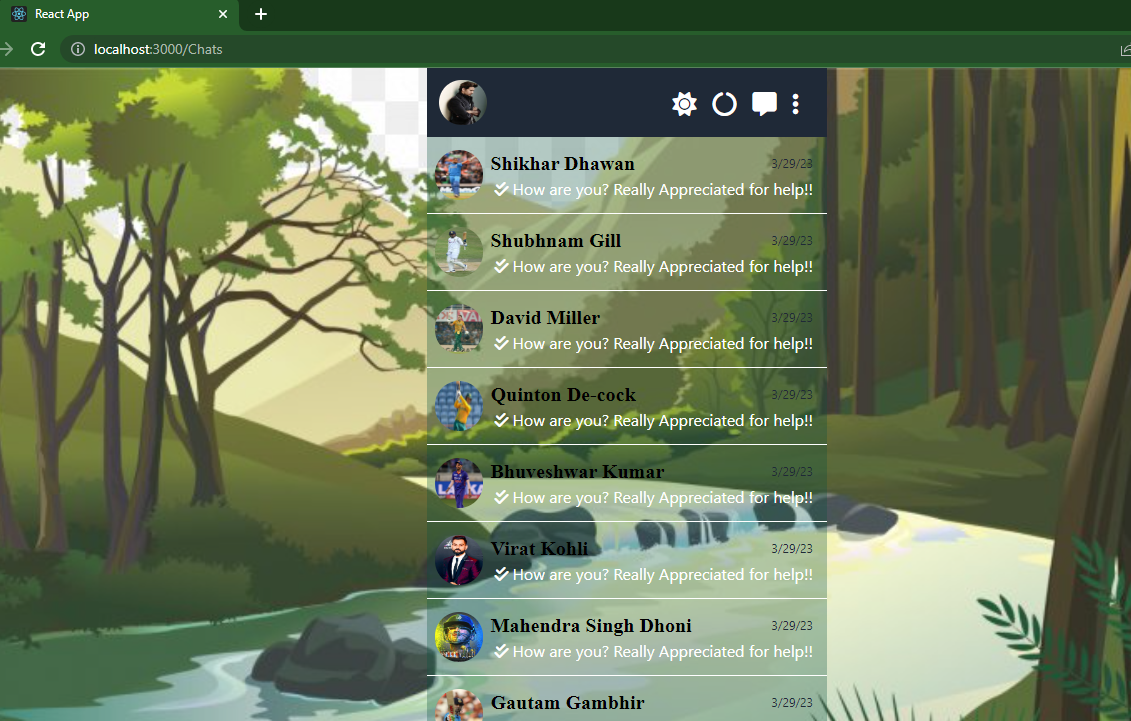 React App
localhost:3000/Chats
Shikhar Dhawan 3/29/23
How are you? Really Appreciated for help!!
Shubhnam Gill 3/29/23
How are you? Really Appreciated for help!!
David Miller 3/29/23
How are you? Really Appreciated for help!!
Quinton De-cock 3/29/23
How are you? Really Appreciated for help!!
Bhuveshwar Kumar 3/29/23
How are you? Really Appreciated for help!!
Virat Kohli 3/29/23
How are you? Really Appreciated for help!!
Mahendra Singh Dhoni 3/29/23
How are you? Really Appreciated for help!!
Gautam Gambhir 3/29/23